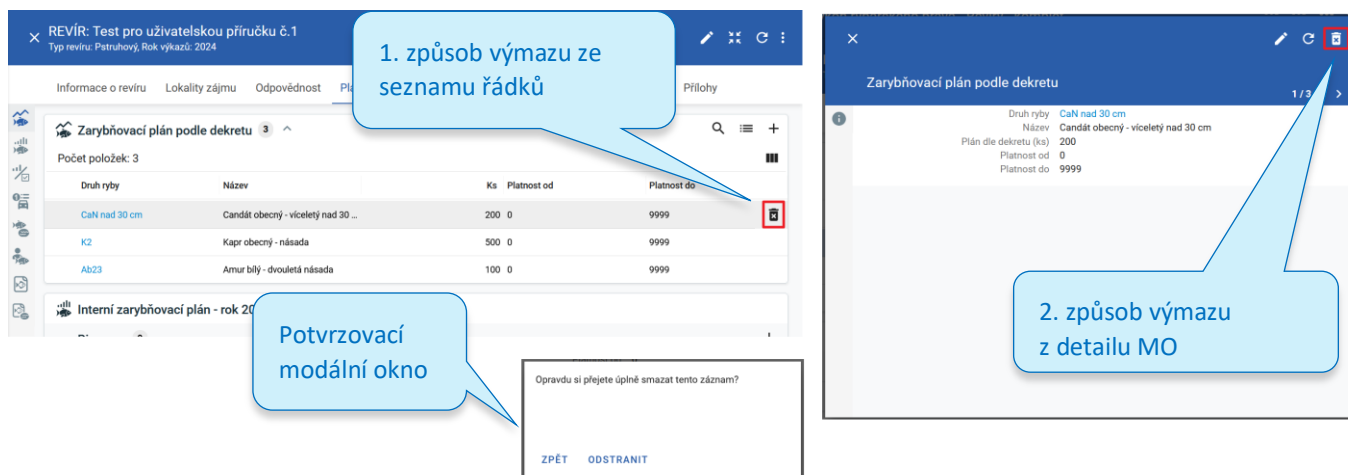 REVÍR: Test pro uživatelskou příručku č.1
Typ revíru: Pstruhový, Rok výkazů: 2024
1. způsob výmazu ze
seznamu řádků
Informace o revíru Lokality zájmu Odpovědnost Přílohy
Zarybňovací plán podle dekretu 3
Počet položek: 3
Druh ryby Název Ks Platnost od Platnost do
CaN nad 30 cm Candát obecný - víceletý nad 30 ... 200 0 9999
K2 Kapr obecný - násada 500 0 9999
Ab23 Amur bílý - dvouletá násada 100 0 9999
Interní zarybňovací plán - rok 20
Potvrzovací
modální okno
Opravdu si přejete úplně smazat tento záznam?
ZPĚT ODSTRANIT
Zarybňovací plán podle dekretu
1 / 3
Druh ryby CaN nad 30 cm
Název Candát obecný - víceletý nad 30 cm
Plán dle dekretu (ks) 200
Platnost od 0
Platnost do 9999
2. způsob výmazu
z detailu MO